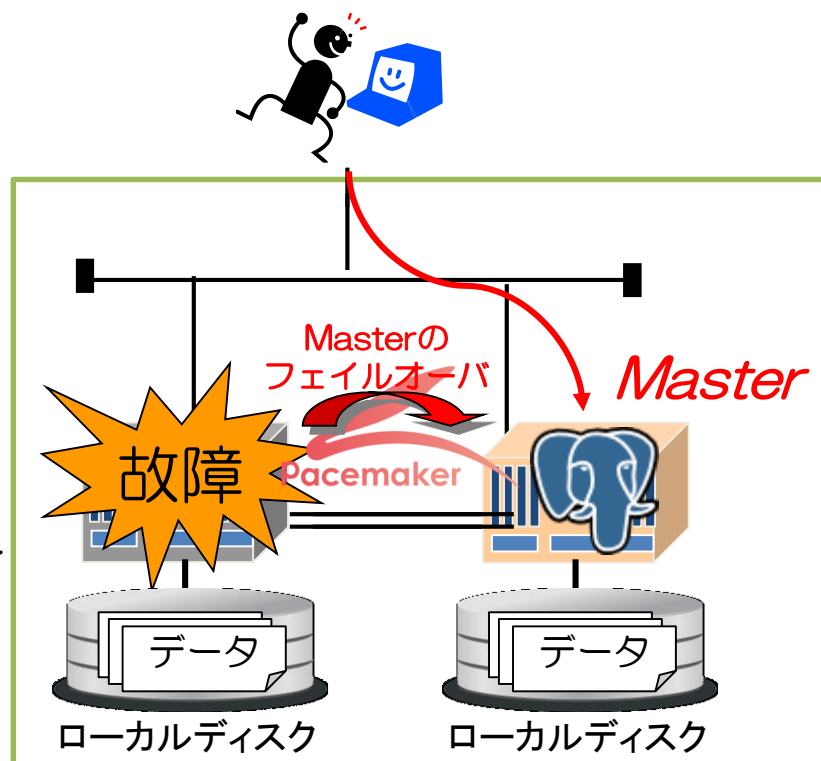 Masterの
フェイルオーバ
Master
故障
Pacemaker
データ
データ
ローカルディスク
ローカルディスク